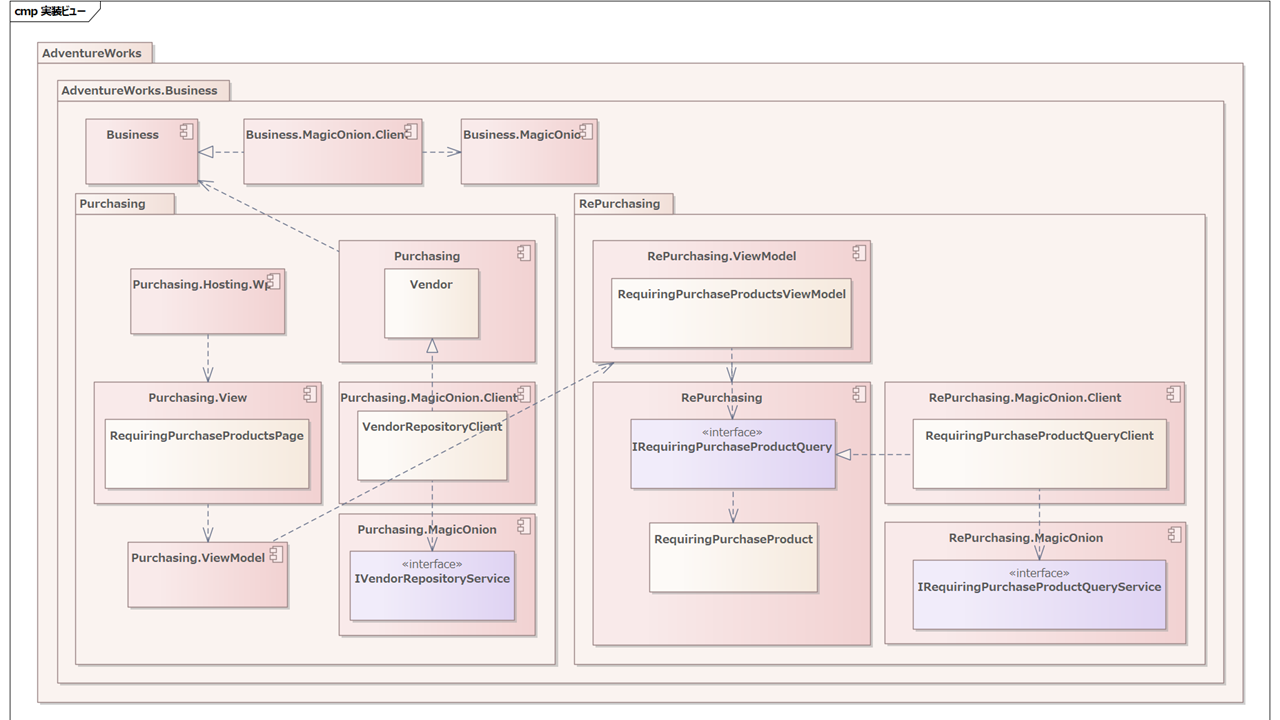 cmp 実装ビュー
AdventureWorks
AdventureWorks.Business
Business
Business.MagicOnion.Client
Business.MagicOnio
Purchasing
RePurchasing
Purchasing
Vendor
RePurchasing.ViewModel
RequiringPurchaseProductsViewModel
Purchasing.Hosting.Wp
Purchasing.View
RequiringPurchaseProductsPage
Purchasing.MagicOnion.Client
VendorRepositoryClient
RePurchasing
«interface»
IRequiringPurchaseProductQuery
RePurchasing.MagicOnion.Client
RequiringPurchaseProductQueryClient
Purchasing.ViewModel
Purchasing.MagicOnion
«interface»
IVendorRepositoryService
RequiringPurchaseProduct
RePurchasing.MagicOnion
«interface»
IRequiringPurchaseProductQueryService